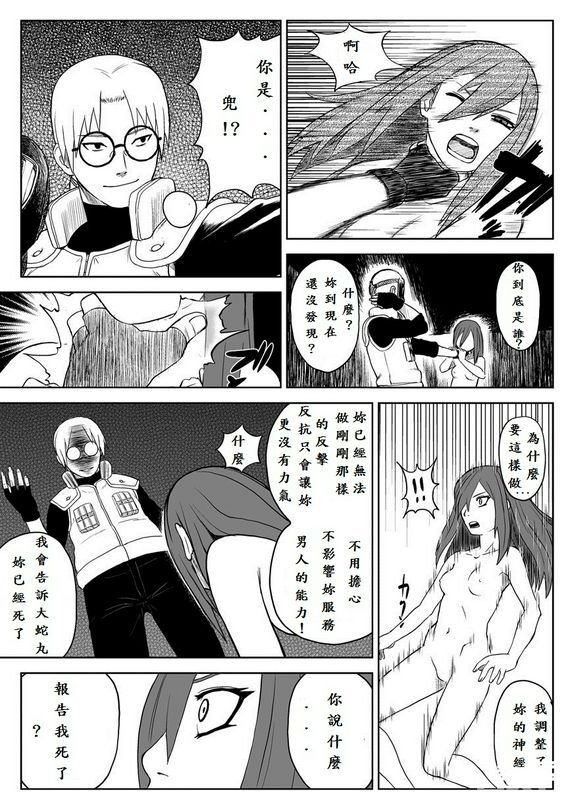 啊哈
你是...
兜!?
你到底是誰?
什麼?
妳到現在
還沒發現?
為什麼
要這樣做...
!!
我調整了
妳的神經
妳已經無法
做剛剛那樣
的反擊
反抗只會讓妳
更沒有力氣
不用擔心
不影響妳服務
男人的能力!
什麼
我會告訴大蛇丸
妳已經死了
你說什麼
....
報告我死了
?